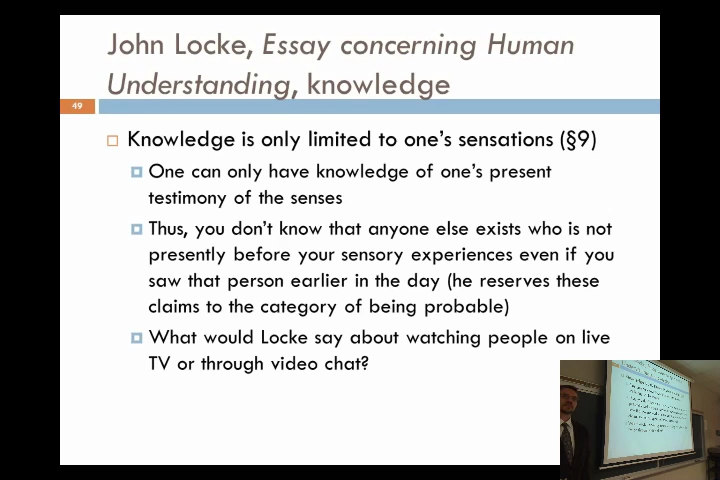 John Locke, Essay concerning Human
Understanding, knowledge
49
Knowledge is only limited to one's sensations (§9)
One can only have knowledge of one's present
testimony of the senses
Thus, you don't know that anyone else exists who is not
presently before your sensory experiences even if you
saw that person earlier in the day (he reserves these
claims to the category of being probable)
What would Locke say about watching people on live
TV or through video chat?